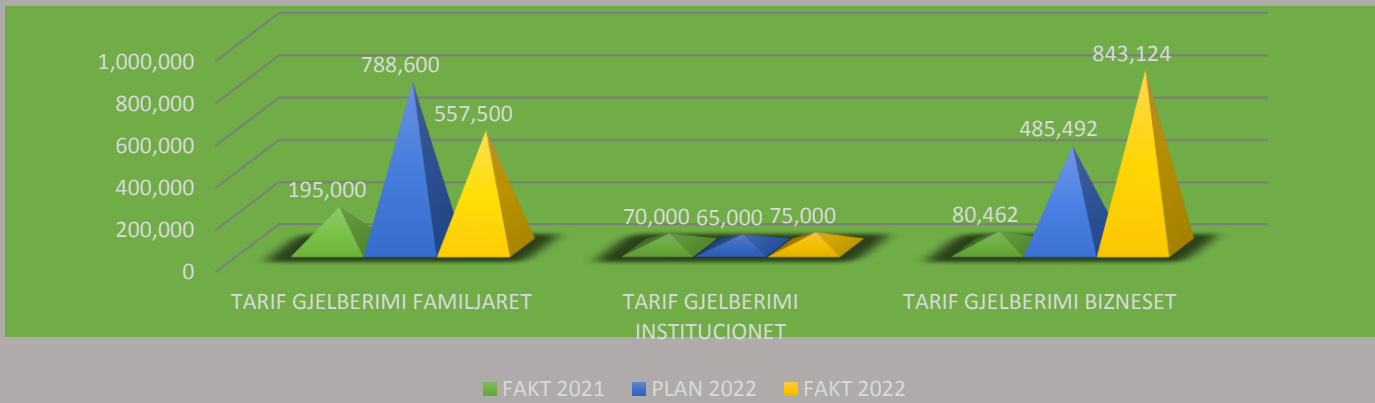 1,000,000
800,000
600,000
400,000
200,000
0
788,600
557,500
195,000
70,000 65,000 75,000
80,462
485,492
843,124
TARIF GJELBERIMI FAMILJARET
TARIF GJELBERIMI
INSTITUCIONET
TARIF GJELBERIMI BIZNESET
FAKT 2021 PLAN 2022 FAKT 2022